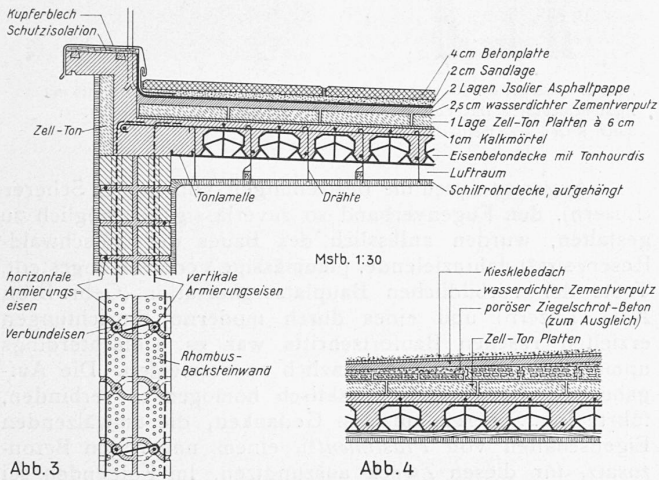 Kupferblech
Schutzisolation
Zell-Ton
4 cm Betonplatte
2 cm Sandlage
2 Lagen Jsolier Asphaltpappe
2,5 cm wasserdichter Zementverputz
1 Lage Zell-Ton Platten à 6 cm
1cm Kalkmörtel
Eisenbetondecke mit Tonhourdis
Luftraum
Schilfrohrdecke, aufgehängt
Tonlamelle
Drähte
Mstb. 1:30
horizontale
Armierungs
eisen
vertikale
Armierungseisen
Verbundeisen
Rhombus-
Backsteinwand
Abb. 3
Kiesklebedach
wasserdichter Zementverputz
poröser Ziegelschrot-Beton
(zum Ausgleich)
Zell-Ton Platten
Abb. 4